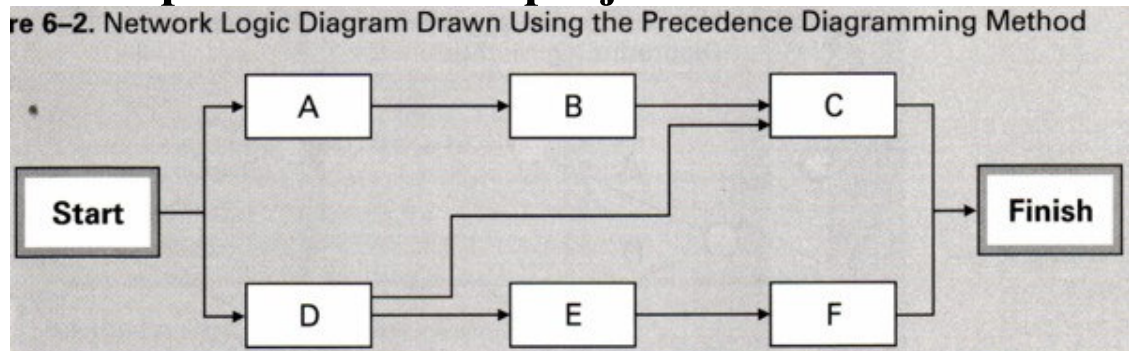 re 6–2. Network Logic Diagram Drawn Using the Precedence Diagramming Method
A B C
Start Finish
D E F